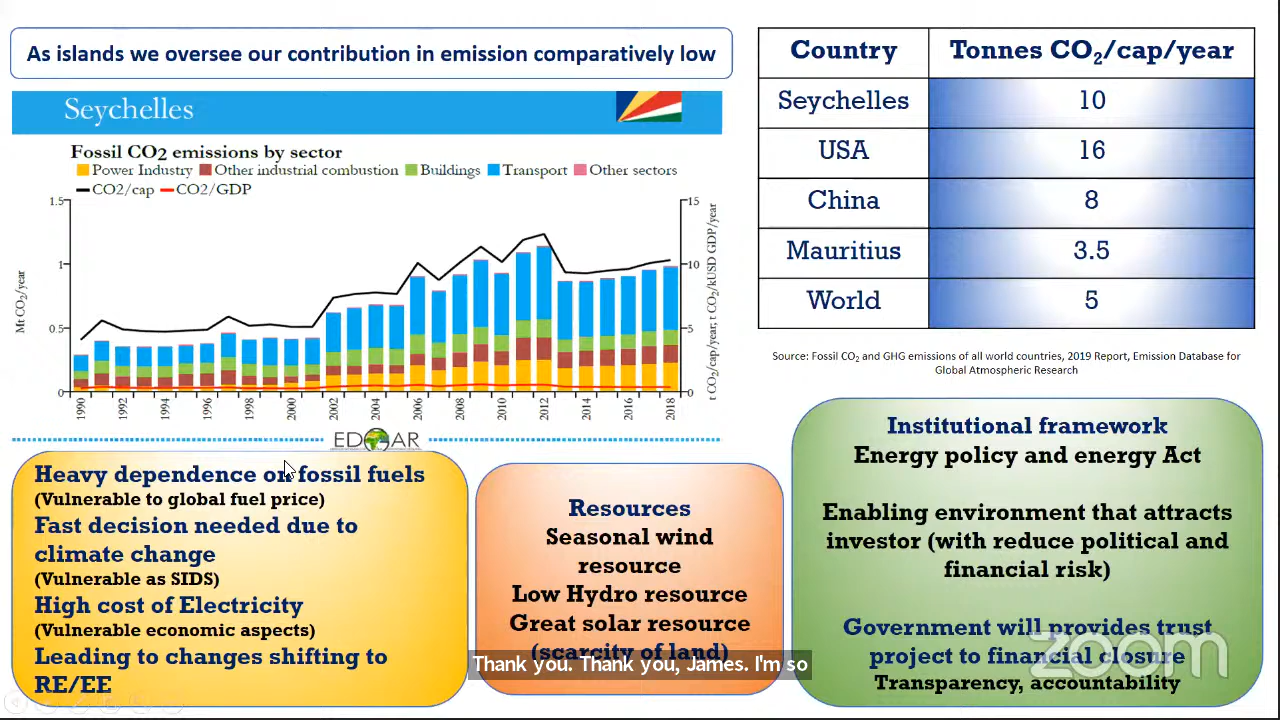 As islands we oversee our contribution in emission comparatively low
Seychelles
Fossil CO2 emissions by sector
Power Industry Other industrial combustion Buildings Transport Other sectors
CO2/cap CO2/GDP
1.5
1
0.5
0
Mt CO2/year
15
10
5
0
t CO2/cap/year, t CO2/kUSD GDP/year
1990 1992 1994 1996 1998 2000 2002 2004 2006 2008 2010 2012 2014 2016 2018
EDGAR
Country Tonnes CO₂/cap/year
Seychelles 10
USA 16
China 8
Mauritius 3.5
World 5
Source: Fossil CO₂ and GHG emissions of all world countries, 2019 Report, Emission Database for
Global Atmospheric Research
Heavy dependence on fossil fuels
(Vulnerable to global fuel price)
Fast decision needed due to
climate change
(Vulnerable as SIDS)
High cost of Electricity
(Vulnerable economic aspects)
Leading to changes shifting to
RE/EE
Resources
Seasonal wind
resource
Low Hydro resource
Great solar resource
(scarcity of land)
Institutional framework
Energy policy and energy Act
Enabling environment that attracts
investor (with reduce political and
financial risk)
Government will provides trust
project to financial closure
Transparency, accountability
zoom
Thank you. Thank you, James. I'm so